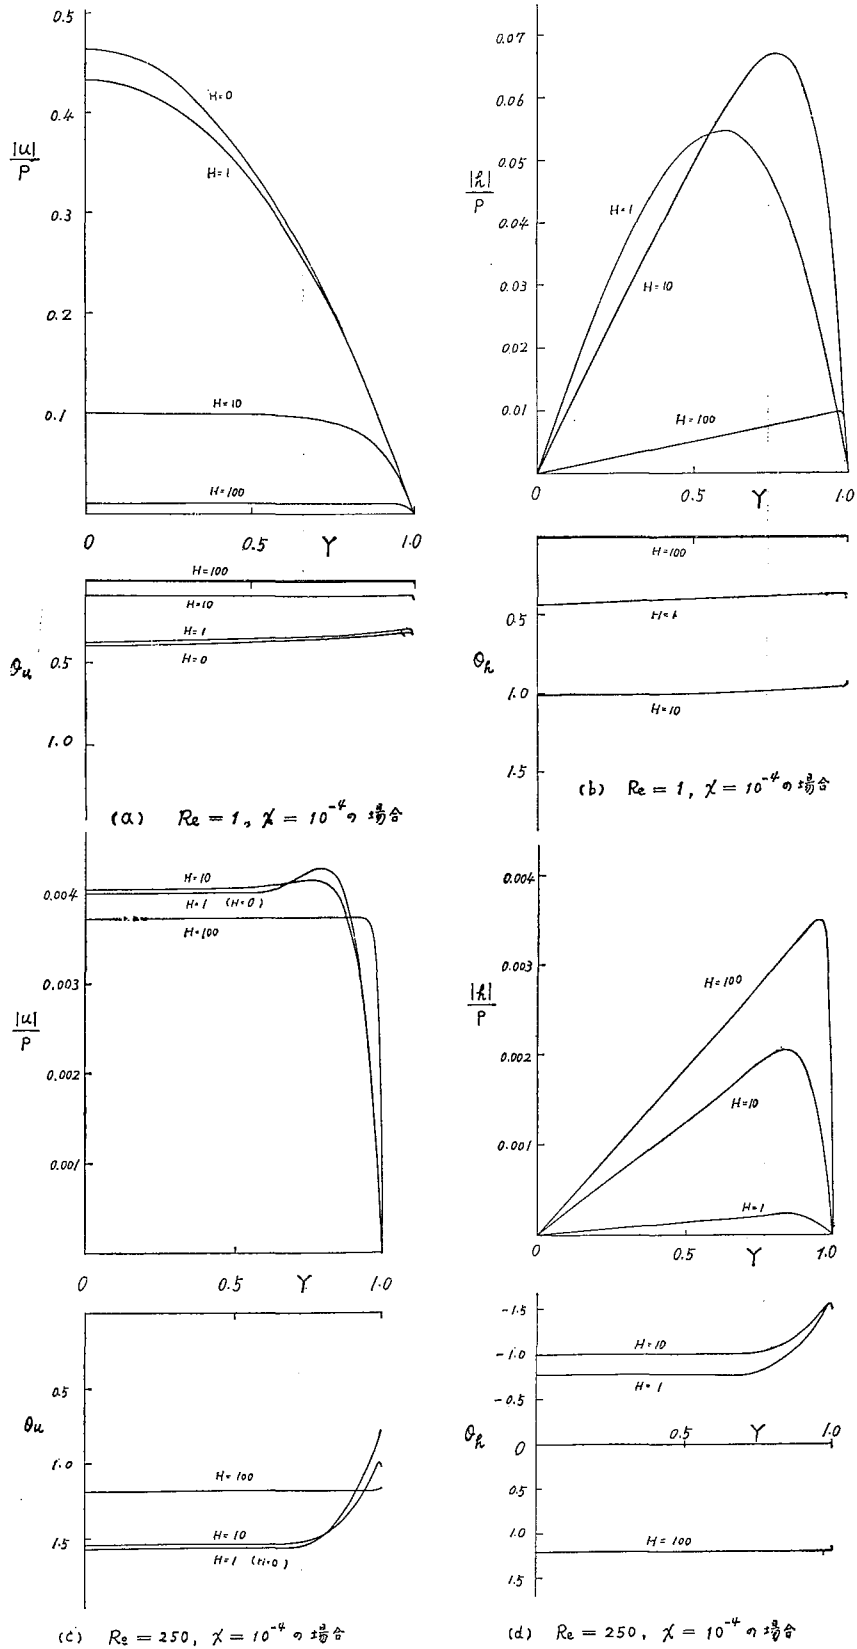 0.5
0.4
|u|/P
0.3
0.2
0.1
H=0
H=1
H=10
H=100
0 0.5 Y 1.0
H=100
H=10
H=1
H=0
θu
0.5
1.0
(a) Re = 1, χ = 10⁻⁴ の場合
0.07
0.06
0.05
|h|/P
0.04
0.03
0.02
0.01
H=1
H=10
H=100
0 0.5 Y 1.0
H=100
0.5
H=1
θh
1.0
H=10
1.5
(b) Re = 1, χ = 10⁻⁴ の場合
0.004
H=10
H=1 (H=0)
H=100
0.003
|u|/P
0.002
0.001
0 0.5 Y 1.0
0.5
θu
1.0
H=100
1.5
H=10
H=1 (H=0)
(c) Re = 250, χ = 10⁻⁴ の場合
0.004
0.003
|h|/P
0.002
0.001
H=100
H=10
H=1
0 0.5 Y 1.0
-1.5
-1.0
H=10
H=1
-0.5
θh 0
0.5 Y 1.0
0.5
1.0
H=100
1.5
(d) Re = 250, χ = 10⁻⁴ の場合